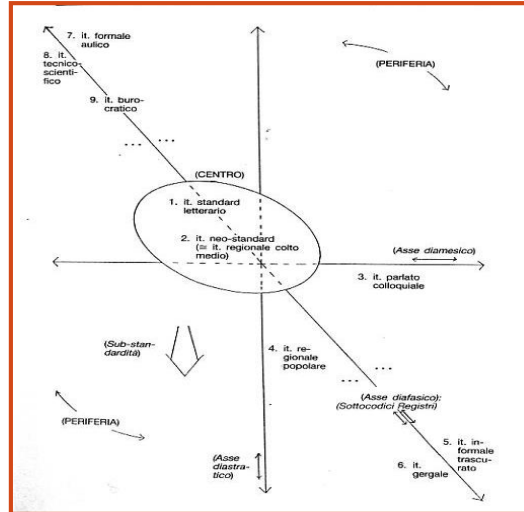 7. it. formale
aulico
8. it.
tecnico-
scienti-
fico
(PERIFERIA)
9. it. buro-
cratico
... ...
(CENTRO)
1. it. standard
letterario
2. it. neo-standard
(≃ it. regionale colto
medio)
(Asse diamesico)
3. it. parlato
colloquiale
(Sub-stan-
dardità)
4. it. re-
gionale
popolare
... ...
(Asse diafasico):
(Sottocodici Registri)
(PERIFERIA)
5. it. in-
formale
trascu-
rato
6. it.
gergale
(Asse
diastra-
tico)